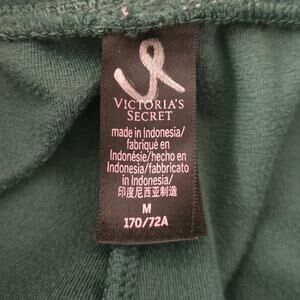 VICTORIA'S
SECRET
made in Indonesia/
fabriqué en
Indonésie/hecho en
Indonesia/fabbricato
in Indonesia/
印度尼西亚制造
M
170/72A